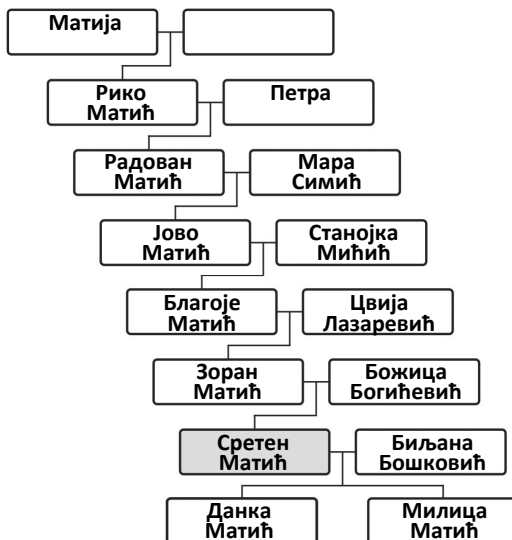 Матија
Рико
Матић
Петра
Радован
Матић
Мара
Симић
Јово
Матић
Станојка
Мићић
Благоје
Матић
Цвија
Лазаревић
Зоран
Матић
Божица
Богићевић
Сретен
Матић
Биљана
Бошковић
Данка
Матић
Милица
Матић